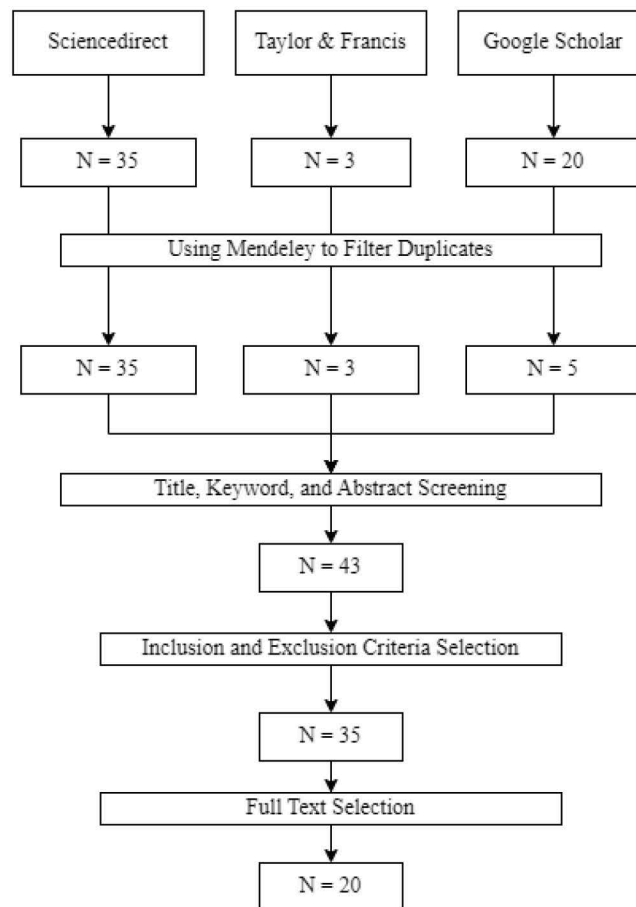 Sciencedirect
Taylor & Francis
Google Scholar
N = 35
N = 3
N = 20
Using Mendeley to Filter Duplicates
N = 35
N = 3
N = 5
Title, Keyword, and Abstract Screening
N = 43
Inclusion and Exclusion Criteria Selection
N = 35
Full Text Selection
N = 20